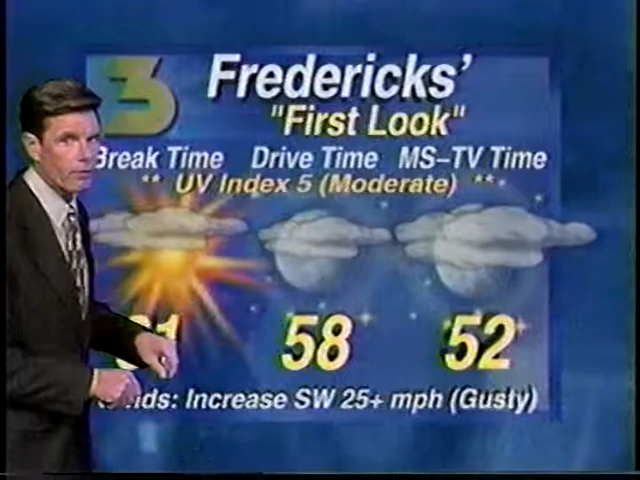 3
Fredericks'
"First Look"
Break Time Drive Time MS-TV Time
** UV Index 5 (Moderate) **
58 52
Increase SW 25+ mph (Gusty)